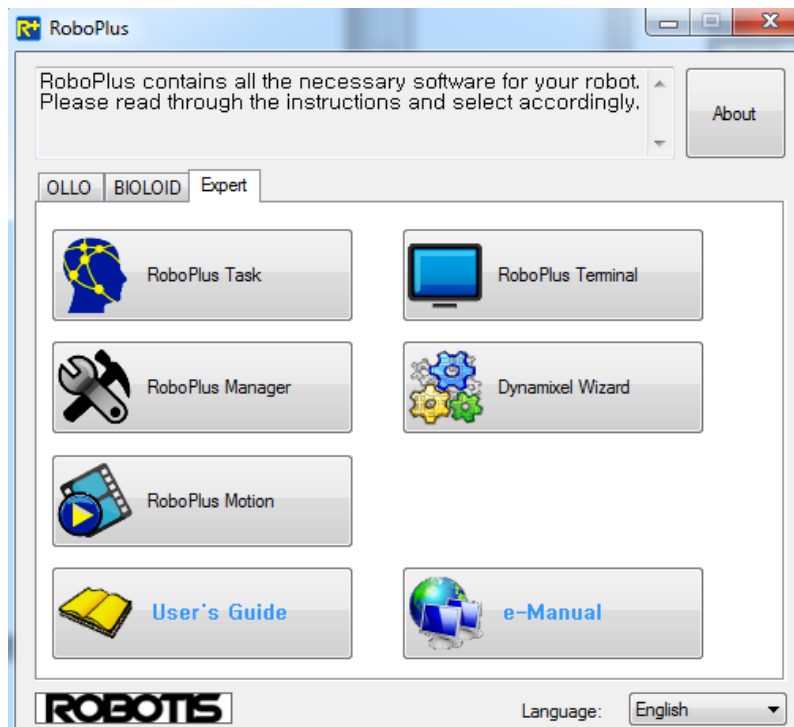 R+ RoboPlus
RoboPlus contains all the necessary software for your robot.
Please read through the instructions and select accordingly.
About
OLLO BIOLOID Expert
RoboPlus Task
RoboPlus Terminal
RoboPlus Manager
Dynamixel Wizard
RoboPlus Motion
User's Guide
e-Manual
ROBOTIS
Language: English